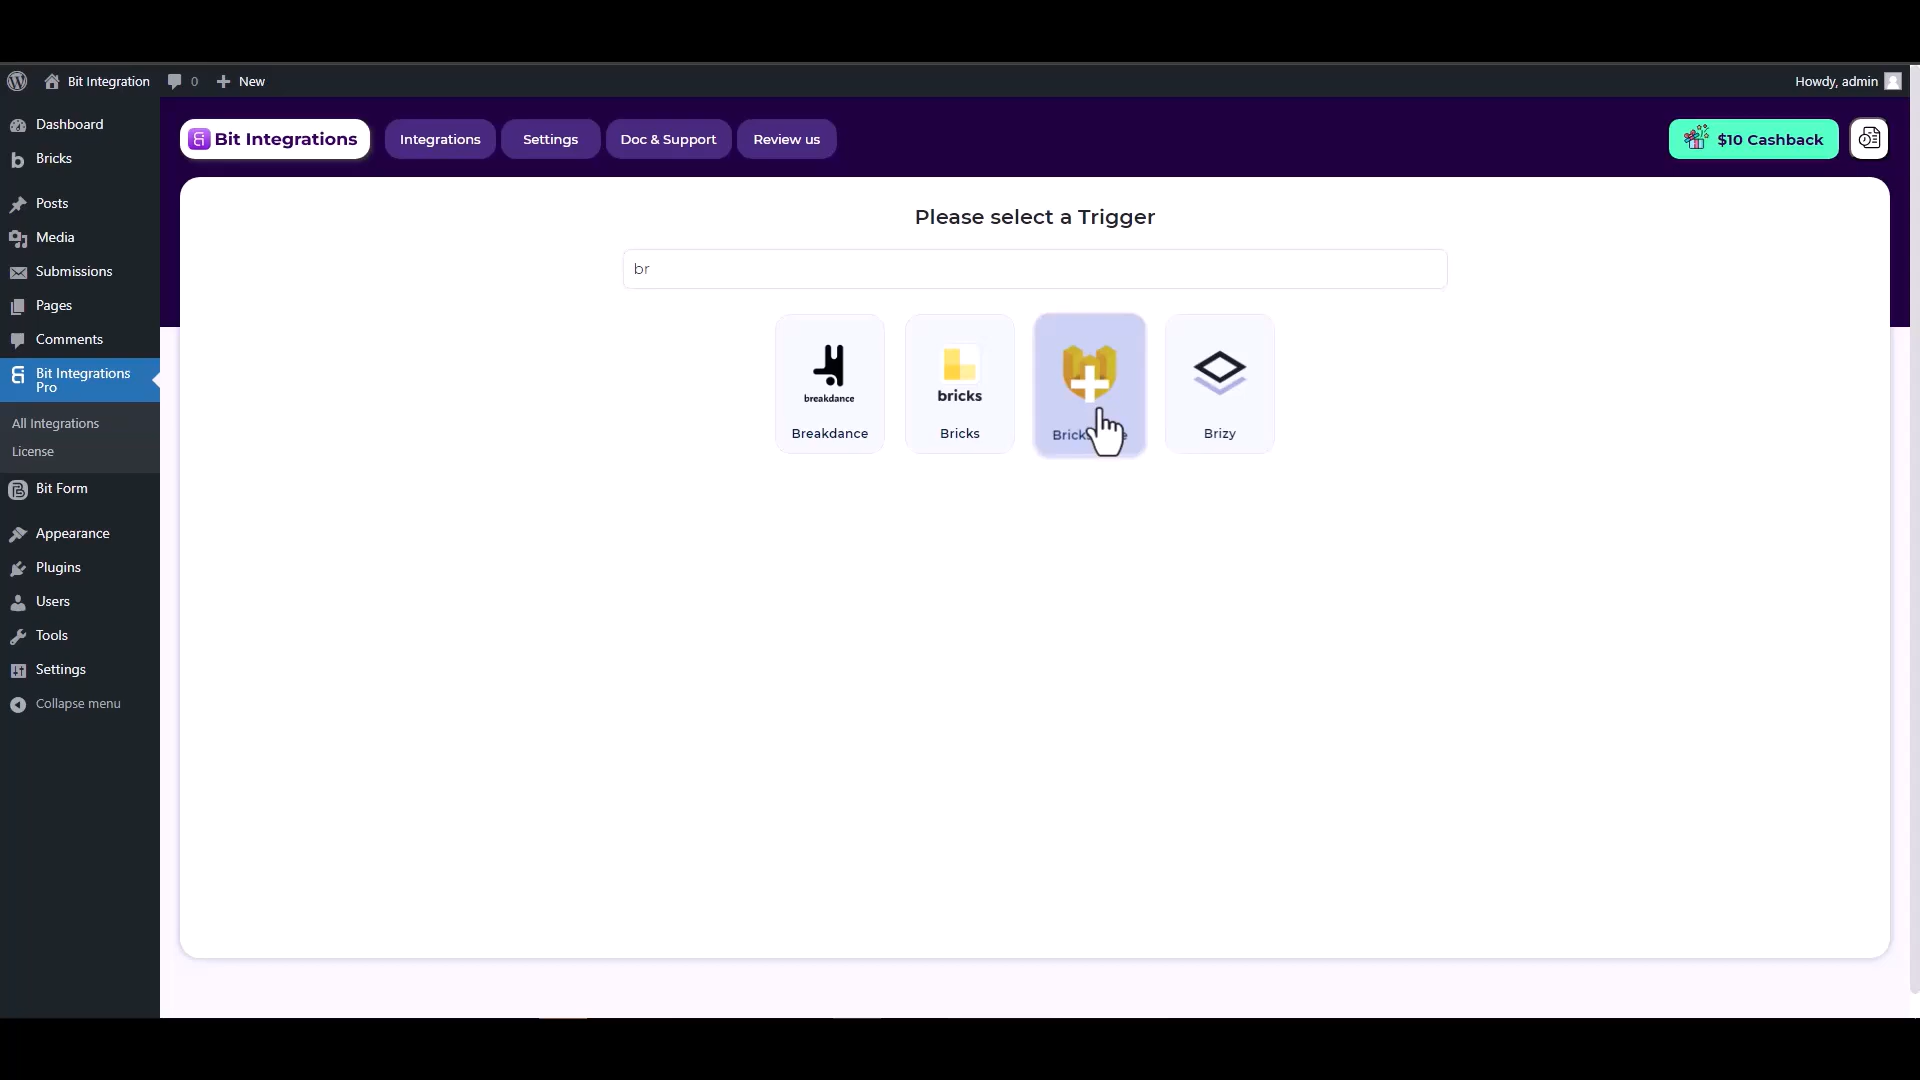 Bit Integration
0
New
Howdy, admin
Dashboard
Bricks
Posts
Media
Submissions
Pages
Comments
Bit Integrations
Pro
All Integrations
License
Bit Form
Appearance
Plugins
Users
Tools
Settings
Collapse menu
Bit Integrations
Integrations
Settings
Doc & Support
Review us
$10 Cashback
Please select a Trigger
br
breakdance
Breakdance
bricks
Bricks
Brizy